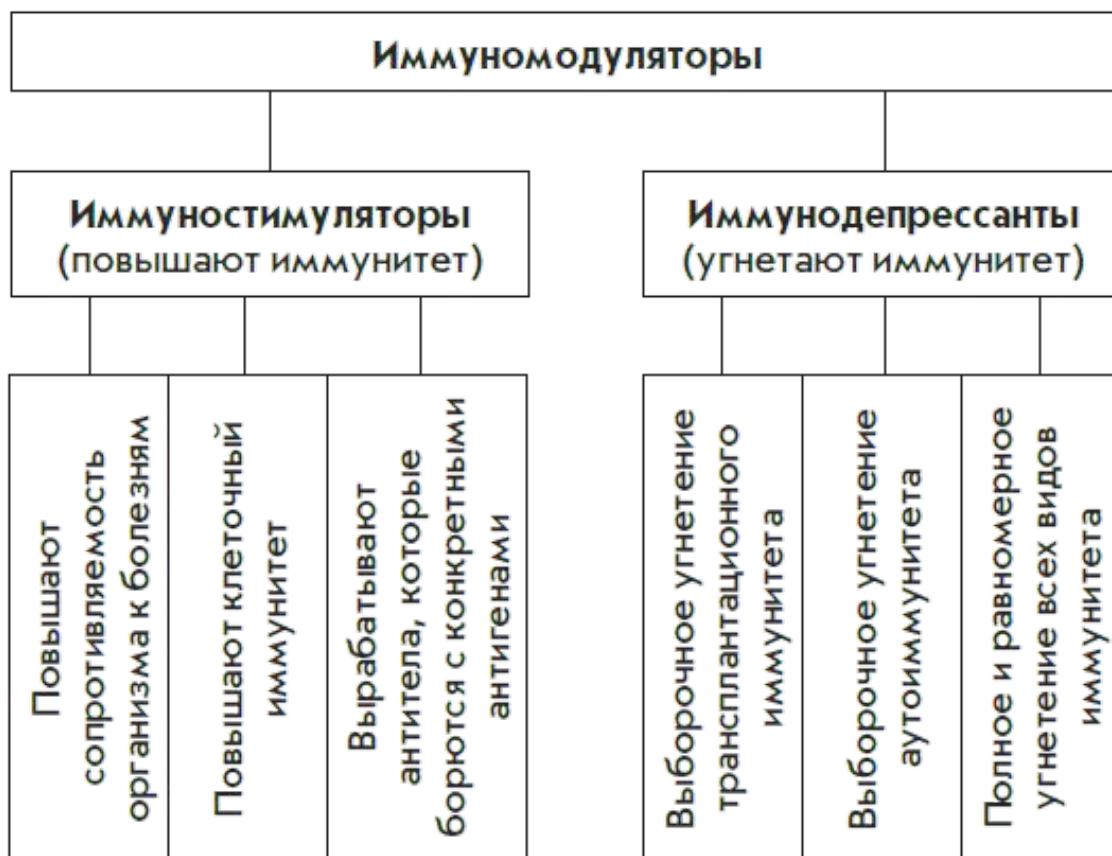 Иммуномодуляторы
Иммуностимуляторы
(повышают иммунитет)
Иммунодепрессанты
(угнетают иммунитет)
Повышают
сопротивляемость
организма к болезням
Повышают клеточный
иммунитет
Вырабатывают
антитела, которые
борются с конкретными
антигенами
Выборочное угнетение
трансплантационного
иммунитета
Выборочное угнетение
аутоиммунитета
Полное и равномерное
угнетение всех видов
иммунитета